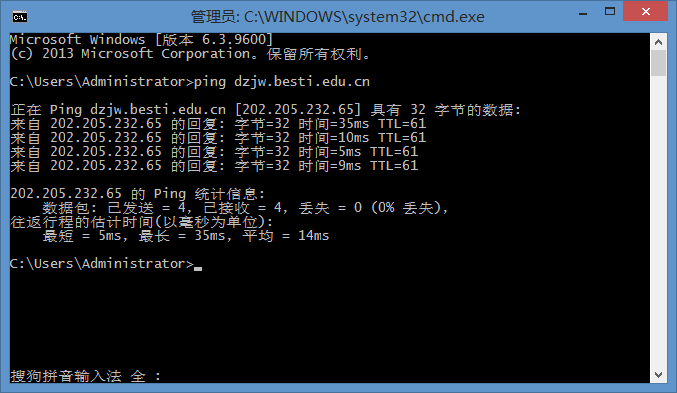 管理员: C:\WINDOWS\system32\cmd.exe
Microsoft Windows [版本 6.3.9600]
(c) 2013 Microsoft Corporation。保留所有权利。
C:\Users\Administrator>ping dzjw.besti.edu.cn
正在 Ping dzjw.besti.edu.cn [202.205.232.65] 具有 32 字节的数据:
来自 202.205.232.65 的回复: 字节=32 时间=35ms TTL=61
来自 202.205.232.65 的回复: 字节=32 时间=10ms TTL=61
来自 202.205.232.65 的回复: 字节=32 时间=5ms TTL=61
来自 202.205.232.65 的回复: 字节=32 时间=9ms TTL=61
202.205.232.65 的 Ping 统计信息:
数据包: 已发送 = 4，已接收 = 4，丢失 = 0 (0% 丢失)，
往返行程的估计时间(以毫秒为单位):
最短 = 5ms，最长 = 35ms，平均 = 14ms
C:\Users\Administrator>
搜狗拼音输入法 全 :